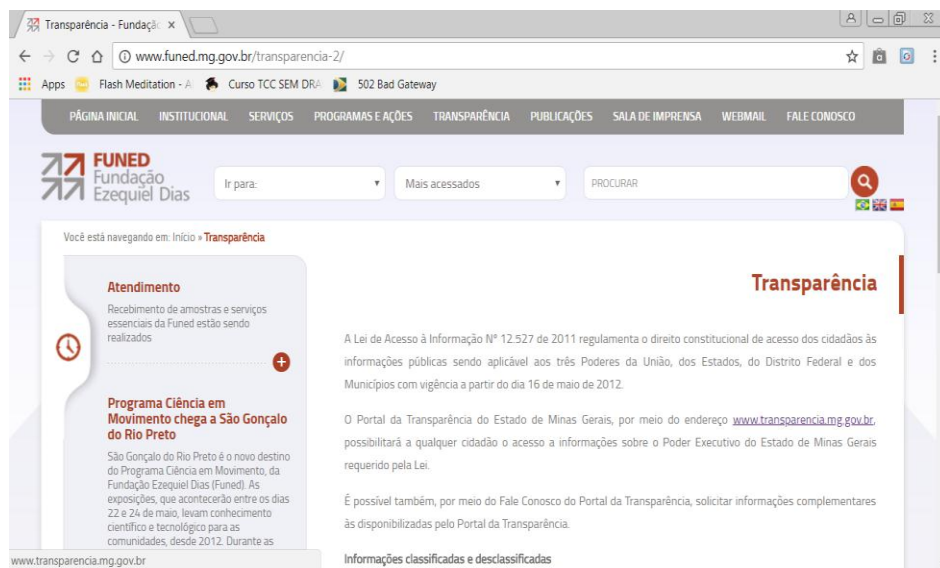 Transparência - Fundaçã
www.funed.mg.gov.br/transparencia-2/
Apps Flash Meditation - A Curso TCC SEM DRA 502 Bad Gateway
PÁGINA INICIAL INSTITUCIONAL SERVIÇOS PROGRAMAS E AÇÕES TRANSPARÊNCIA PUBLICAÇÕES SALA DE IMPRENSA WEBMAIL FALE CONOSCO
FUNED
Fundação
Ezequiel Dias
Ir para: Mais acessados PROCURAR
Você está navegando em: Início » Transparência
Atendimento
Recebimento de amostras e serviços
essenciais da Funed estão sendo
realizados
Programa Ciência em
Movimento chega a São Gonçalo
do Rio Preto
São Gonçalo do Rio Preto é o novo destino
do Programa Ciência em Movimento, da
Fundação Ezequiel Dias (Funed). As
exposições, que acontecerão entre os dias
22 e 24 de maio, levam conhecimento
científico e tecnológico para as
comunidades, desde 2012. Durante as
Transparência
A Lei de Acesso à Informação Nº 12.527 de 2011 regulamenta o direito constitucional de acesso dos cidadãos às
informações públicas sendo aplicável aos três Poderes da União, dos Estados, do Distrito Federal e dos
Municípios com vigência a partir do dia 16 de maio de 2012.
O Portal da Transparência do Estado de Minas Gerais, por meio do endereço www.transparencia.mg.gov.br,
possibilitará a qualquer cidadão o acesso a informações sobre o Poder Executivo do Estado de Minas Gerais
requerido pela Lei.
É possível também, por meio do Fale Conosco do Portal da Transparência, solicitar informações complementares
às disponibilizadas pelo Portal da Transparência.
Informações classificadas e desclassificadas
www.transparencia.mg.gov.br